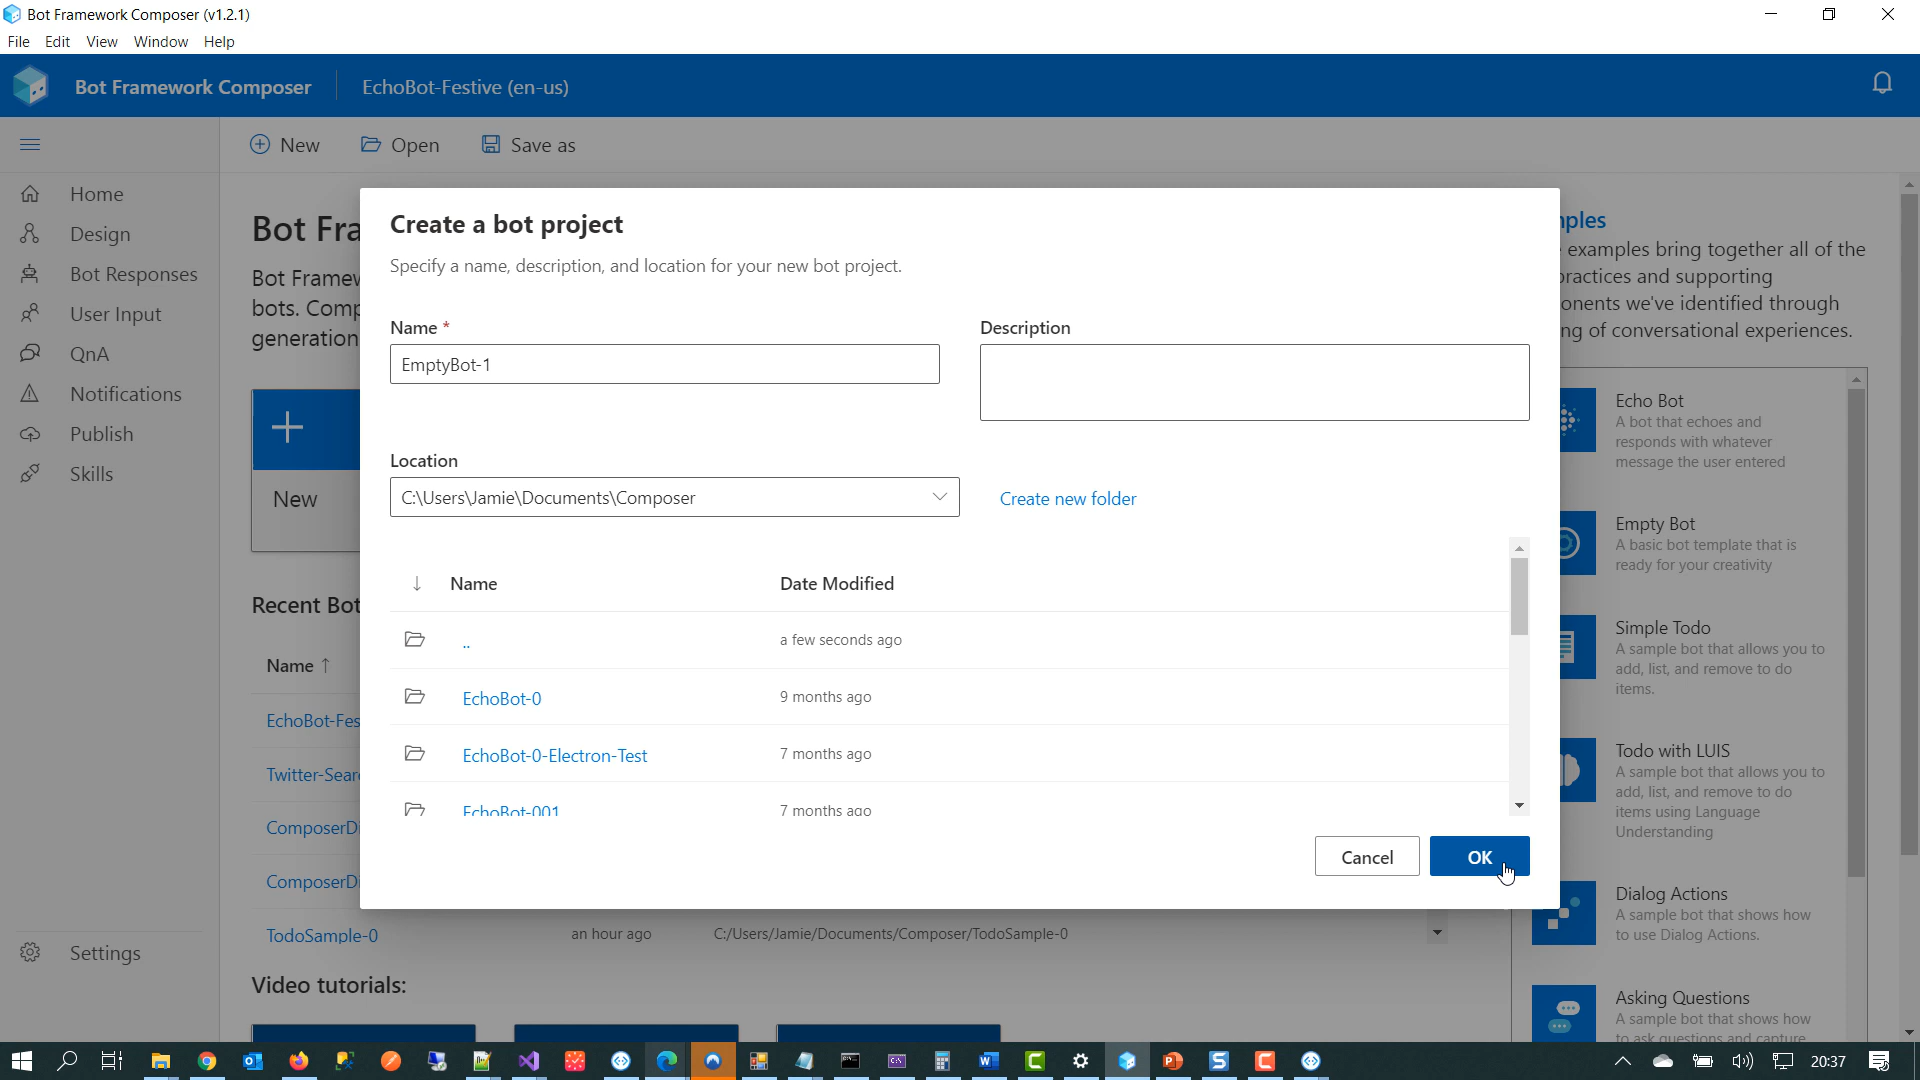 Bot Framework Composer (v1.2.1)
File Edit View Window Help
Bot Framework Composer EchoBot-Festive (en-us)
New Open Save as
Home
Design
Bot Responses
User Input
QnA
Notifications
Publish
Skills
Settings
Bot Fra
Bot Framew
bots. Comp
generation
New
Recent Bot
Name ↑
EchoBot-Fes
Twitter-Sear
ComposerDi
ComposerDi
TodoSample-0 an hour ago C:/Users/Jamie/Documents/Composer/TodoSample-0
Video tutorials:
Create a bot project
Specify a name, description, and location for your new bot project.
Name * Description
EmptyBot-1
Location
C:\Users\Jamie\Documents\Composer Create new folder
↓ Name Date Modified
.. a few seconds ago
EchoBot-0 9 months ago
EchoBot-0-Electron-Test 7 months ago
EchoBot-001 7 months ago
Cancel OK
nples
examples bring together all of the
practices and supporting
onents we've identified through
ng of conversational experiences.
Echo Bot
A bot that echoes and
responds with whatever
message the user entered
Empty Bot
A basic bot template that is
ready for your creativity
Simple Todo
A sample bot that allows you to
add, list, and remove to do
items.
Todo with LUIS
A sample bot that allows you to
add, list, and remove to do
items using Language
Understanding
Dialog Actions
A sample bot that shows how
to use Dialog Actions.
Asking Questions
A sample bot that shows how
to ask questions and capture
20:37